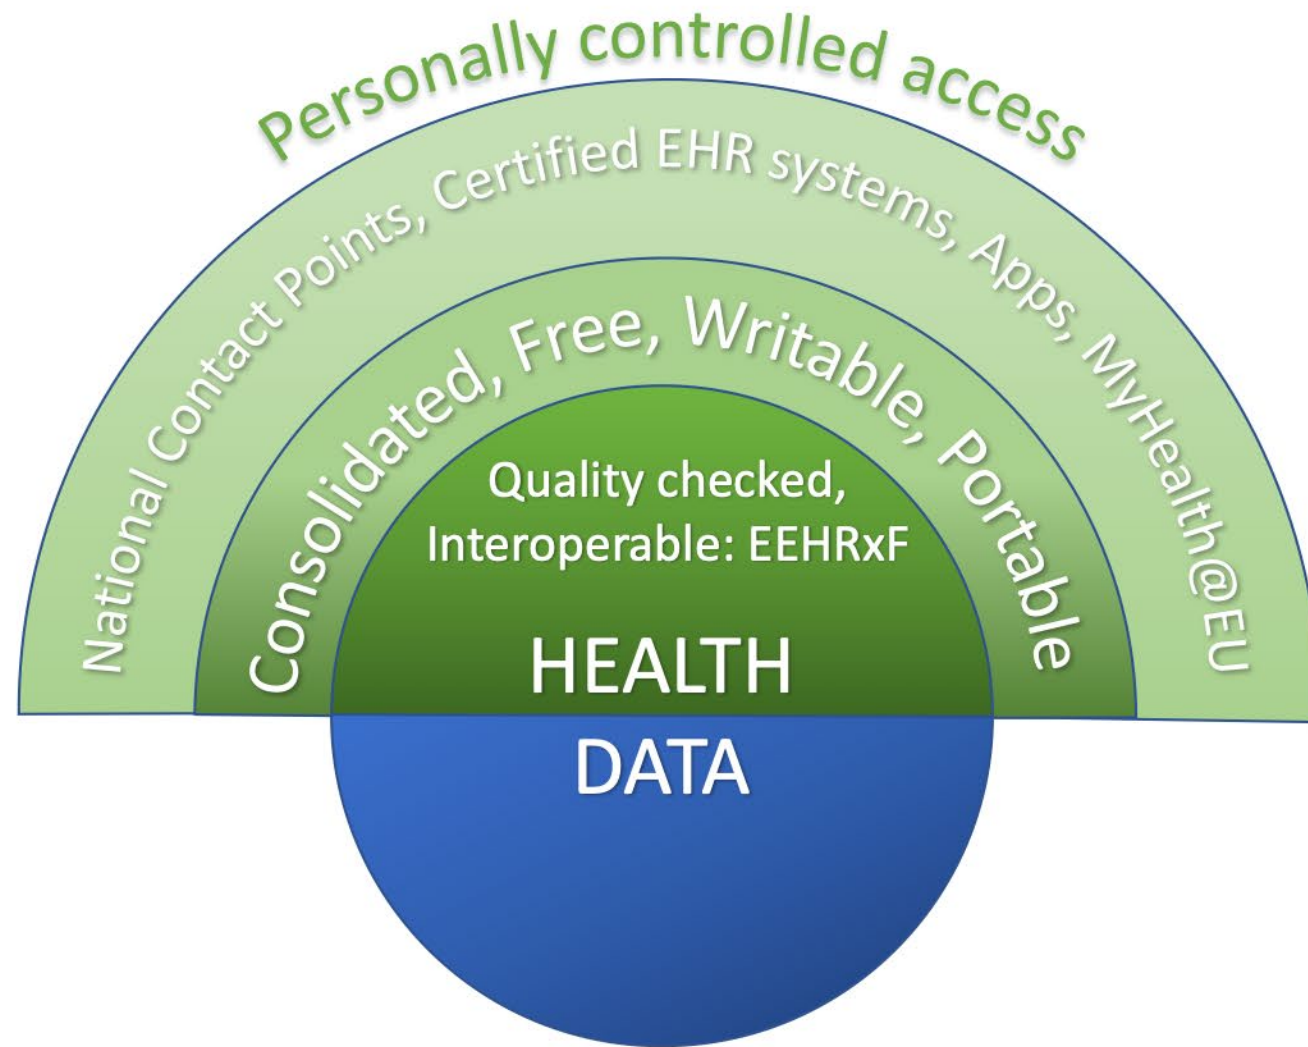 Personally controlled access
National Contact Points, Certified EHR systems, Apps, MyHealth@EU
Consolidated, Free, Writable, Portable
Quality checked,
Interoperable: EEHRxF
HEALTH
DATA